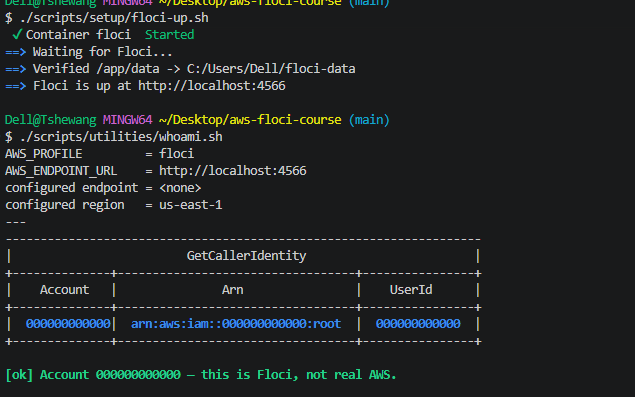 Dell@Tshewang MINGW64 ~/Desktop/aws-floci-course (main)
$ ./scripts/setup/floci-up.sh
✓ Container floci  Started
==> Waiting for Floci...
==> Verified /app/data -> C:/Users/Dell/floci-data
==> Floci is up at http://localhost:4566

Dell@Tshewang MINGW64 ~/Desktop/aws-floci-course (main)
$ ./scripts/utilities/whoami.sh
AWS_PROFILE         = floci
AWS_ENDPOINT_URL    = http://localhost:4566
configured endpoint = <none>
configured region   = us-east-1
---
-------------------------------------------------------------
|                     GetCallerIdentity                     |
+--------------+-------------------------------+--------------+
|    Account   |              Arn              |    UserId    |
+--------------+-------------------------------+--------------+
|  000000000000|  arn:aws:iam::000000000000:root  |  000000000000  |
+--------------+-------------------------------+--------------+

[ok] Account 000000000000 — this is Floci, not real AWS.